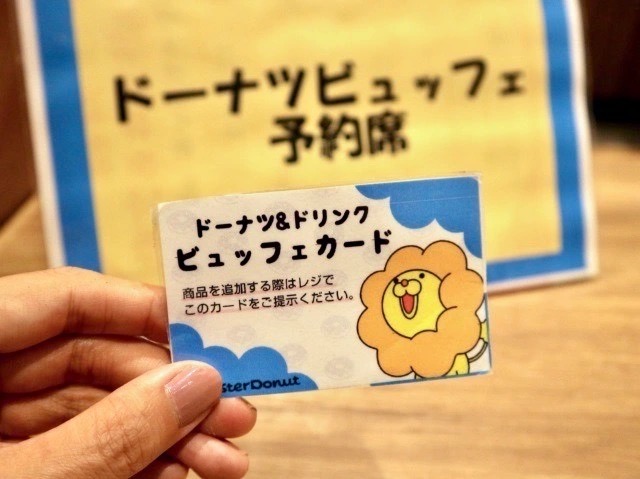 ドーナツビュッフェ
予約席
ドーナツ&ドリンク
ビュッフェカード
商品を追加する際はレジで
このカードをご提示ください。
sterDonut